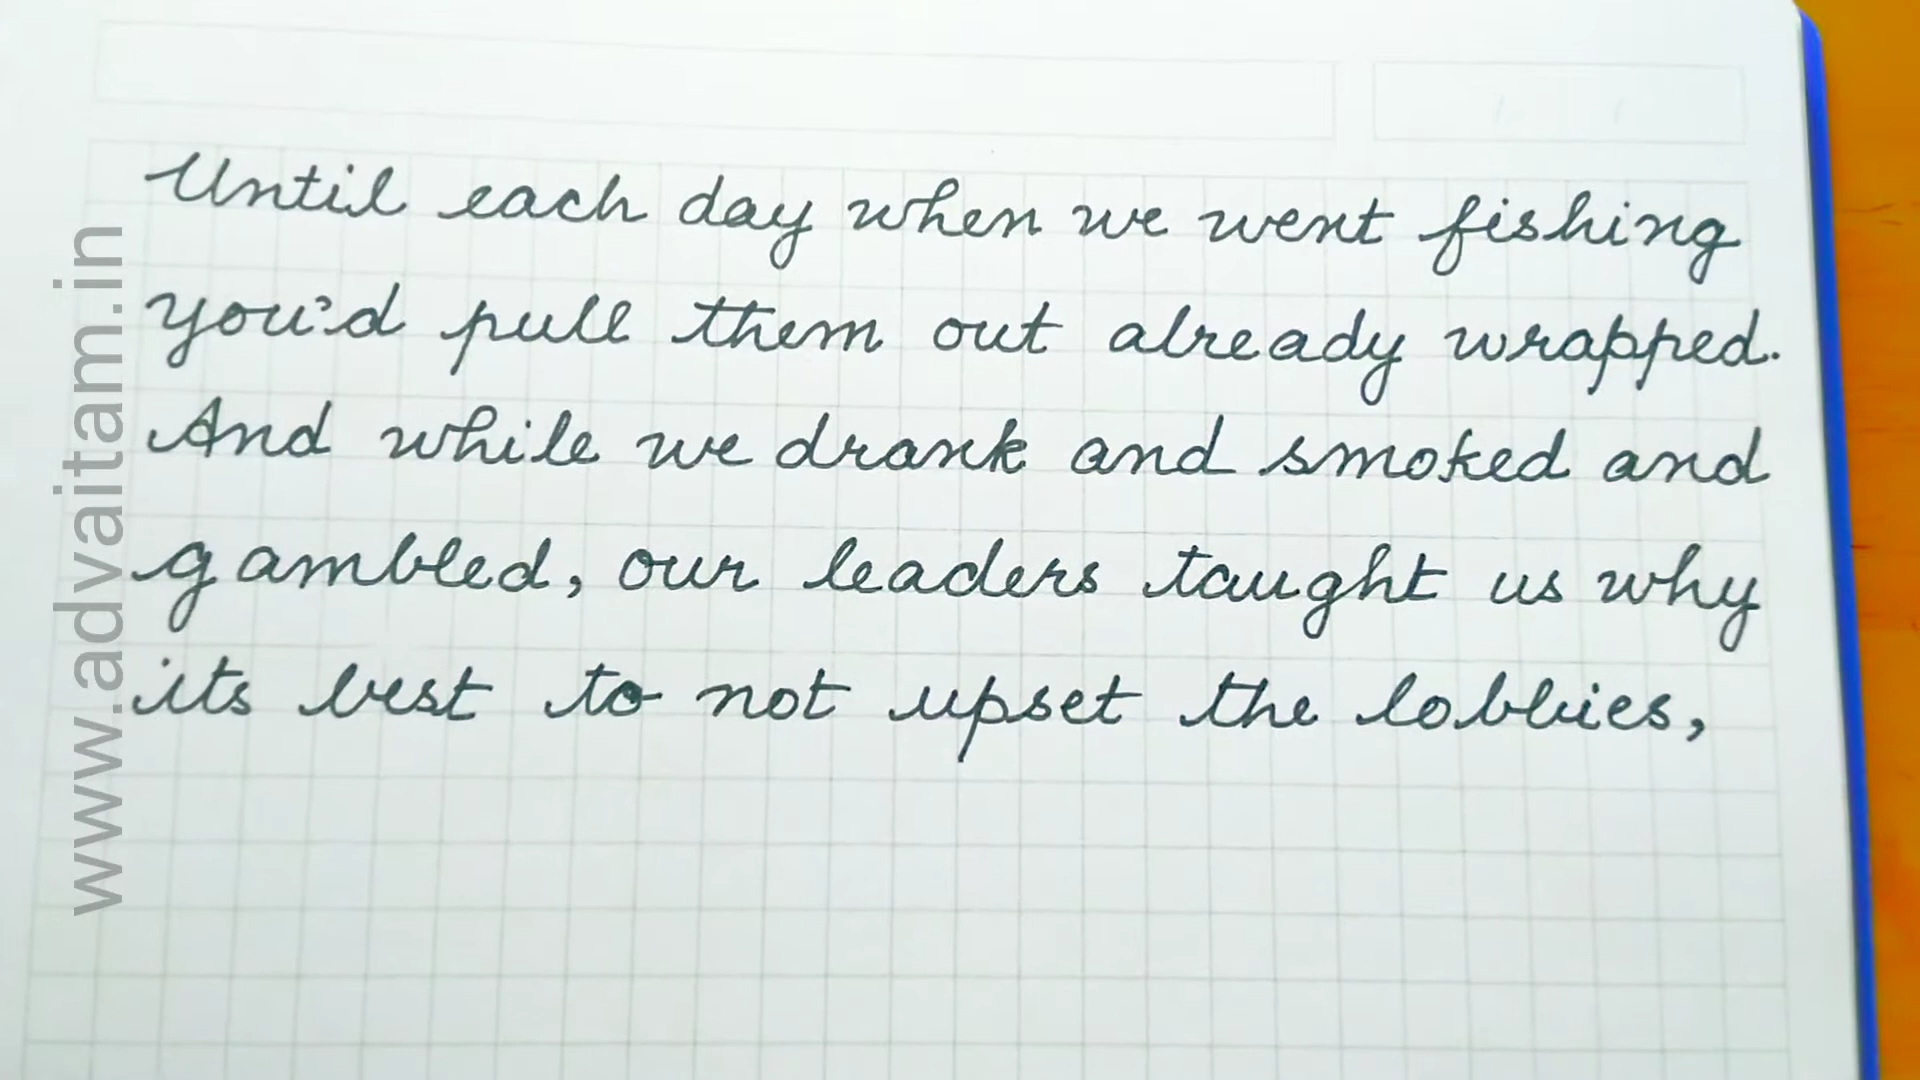 Until each day when we went fishing
you'd pull them out already wrapped.
And while we drank and smoked and
gambled, our leaders taught us why
its best to not upset the lobbies,
www.advaitam.in